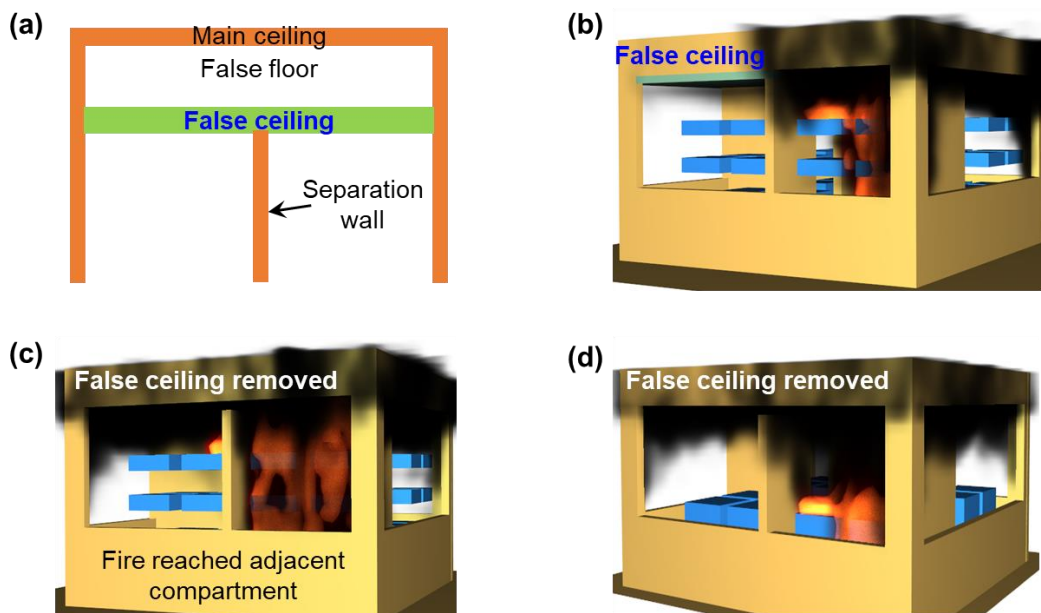 (a)
Main ceiling
False floor
False ceiling
Separation
wall
(b)
False ceiling
(c)
False ceiling removed
Fire reached adjacent
compartment
(d)
False ceiling removed